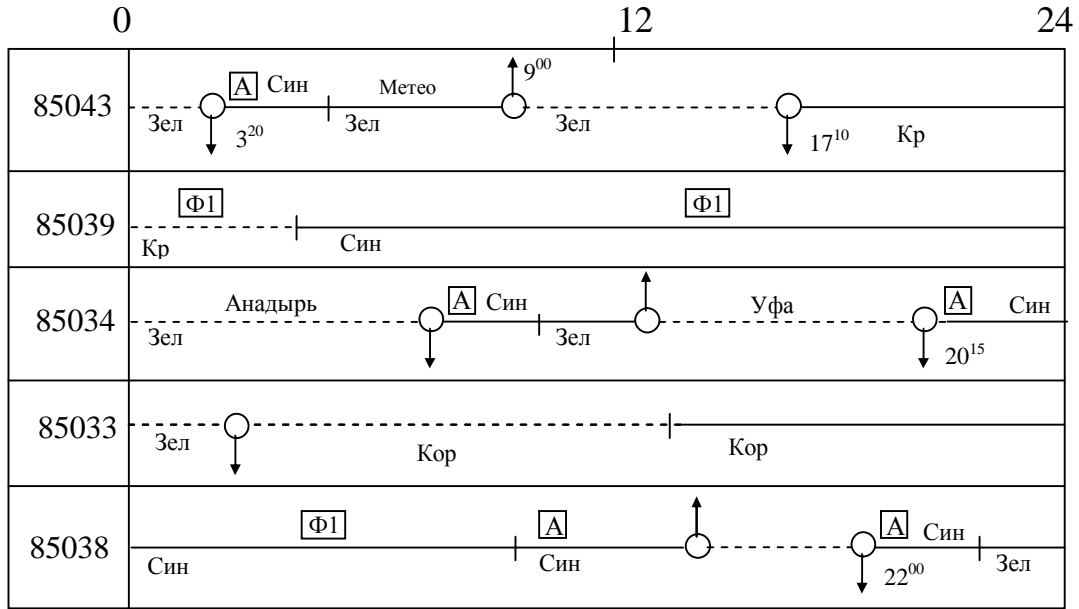 0 12 24
9⁰⁰
А Син Метео
85043
Зел 3²⁰ Зел Зел 17¹⁰ Кр
Ф1 Ф1
85039
Кр Син
Анадырь А Син Уфа А Син
85034
Зел Зел 20¹⁵
85033
Зел Кор Кор
Ф1 А А Син
85038
Син Син 22⁰⁰ Зел